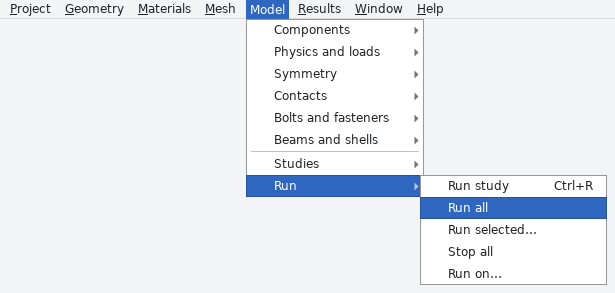 Project Geometry Materials Mesh Model Results Window Help
Components
Physics and loads
Symmetry
Contacts
Bolts and fasteners
Beams and shells
Studies
Run
Run study Ctrl+R
Run all
Run selected...
Stop all
Run on...